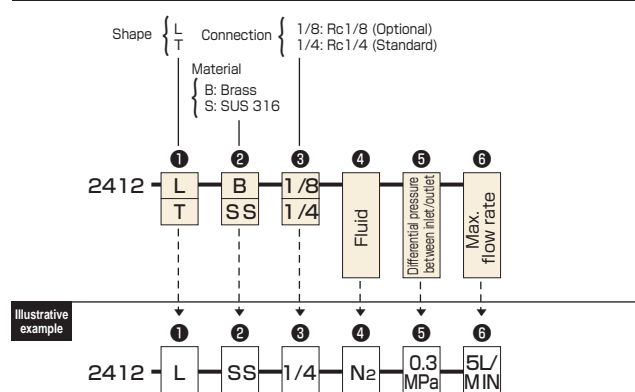 Shape { L T Connection { 1/8: Rc1/8 (Optional)
1/4: Rc1/4 (Standard)
Material
{ B: Brass
S: SUS 316
❶ ❷ ❸ ❹ ❺ ❻
2412 L B 1/8 Fluid Differential pressure between inlet/outlet Max. flow rate
T SS 1/4
Illustrative
example
❶ ❷ ❸ ❹ ❺ ❻
2412 L SS 1/4 N2 0.3 MPa 5L/MIN